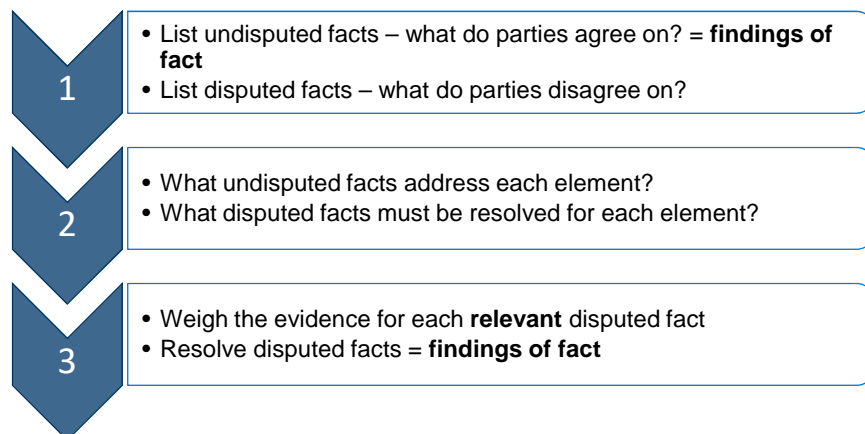 1
• List undisputed facts – what do parties agree on? = findings of
fact
• List disputed facts – what do parties disagree on?
2
• What undisputed facts address each element?
• What disputed facts must be resolved for each element?
3
• Weigh the evidence for each relevant disputed fact
• Resolve disputed facts = findings of fact